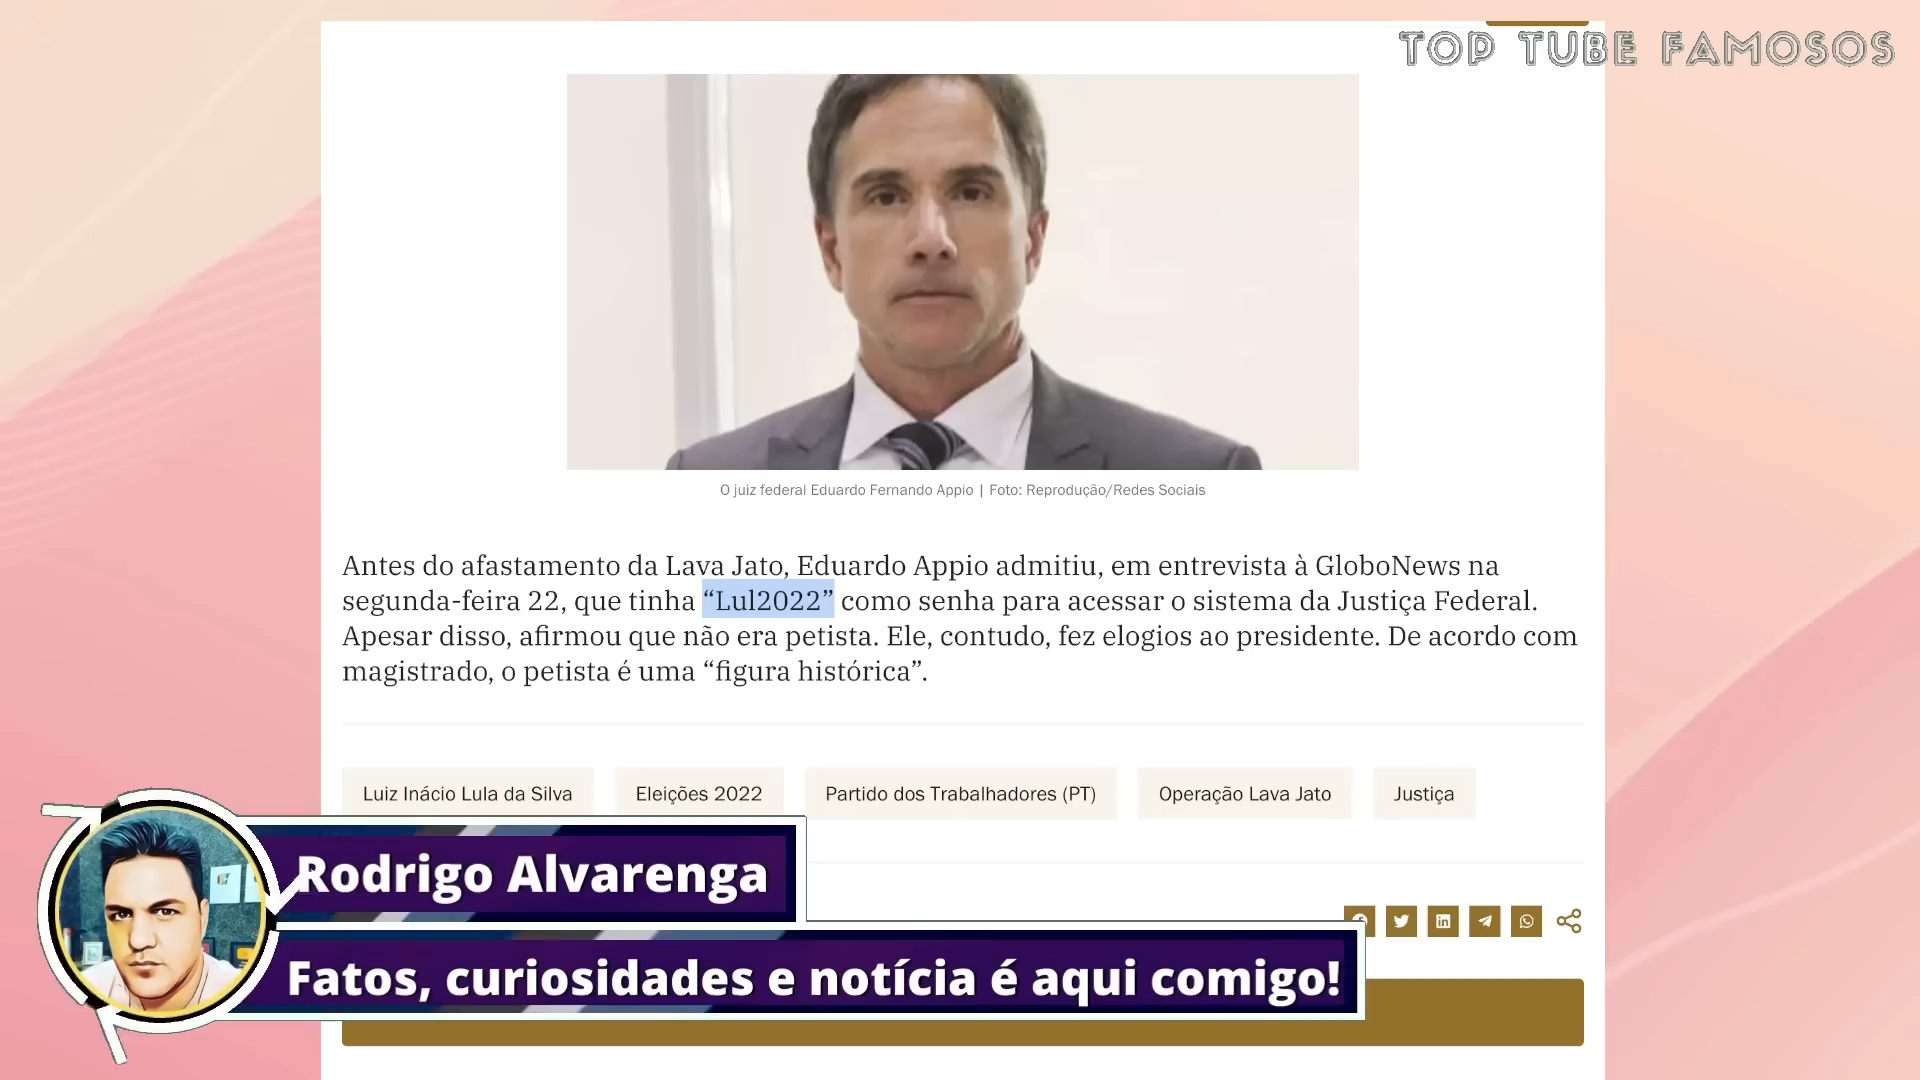 TOP TUBE FAMOSOS
O juiz federal Eduardo Fernando Appio | Foto: Reprodução/Redes Sociais
Antes do afastamento da Lava Jato, Eduardo Appio admitiu, em entrevista à GloboNews na
segunda-feira 22, que tinha “Lul2022” como senha para acessar o sistema da Justiça Federal.
Apesar disso, afirmou que não era petista. Ele, contudo, fez elogios ao presidente. De acordo com
magistrado, o petista é uma “figura histórica”.
Luiz Inácio Lula da Silva
Eleições 2022
Partido dos Trabalhadores (PT)
Operação Lava Jato
Justiça
Rodrigo Alvarenga
Fatos, curiosidades e notícia é aqui comigo!